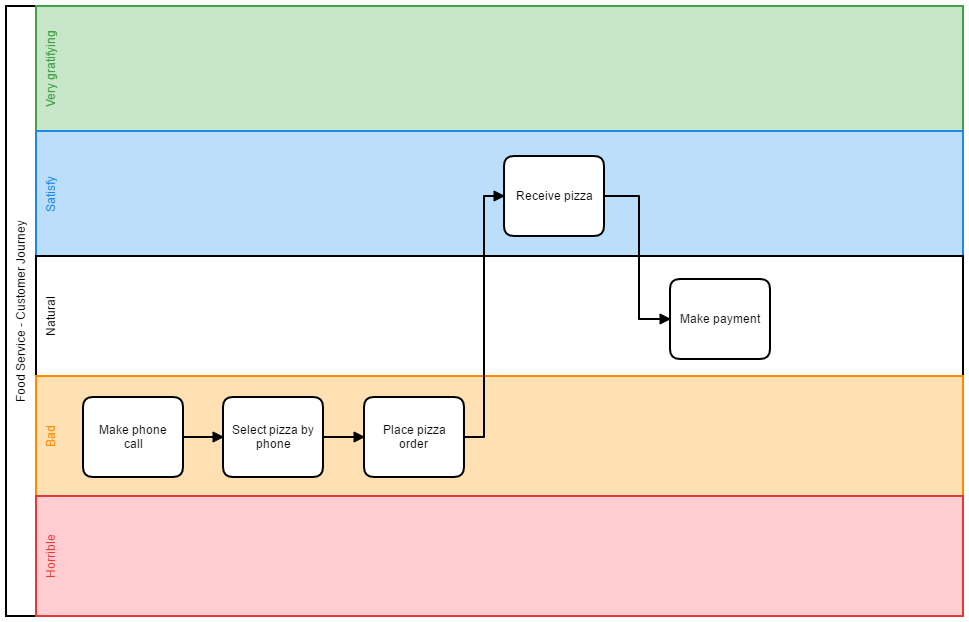 Food Service - Customer Journey
Very gratifying
Satisfy
Receive pizza
Natural
Make payment
Bad
Make phone
call
Select pizza by
phone
Place pizza
order
Horrible